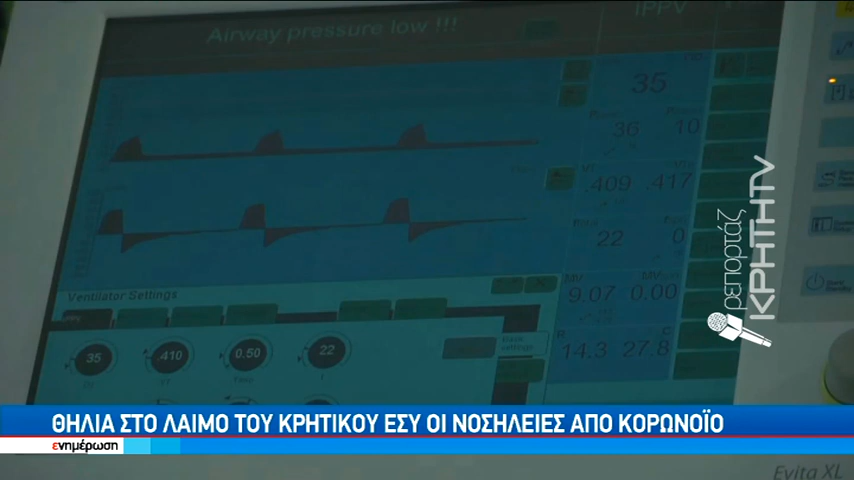 Airway pressure low !!!
IPPV
35
36 10
.409 .417
22 0
MV
9.07 0.00
R C
14.3 27.8
Ventilator Settings
35 .410 0.50 22
ρεπορτάζ
ΚΡΗΤΗTV
ΘΗΛΙΑ ΣΤΟ ΛΑΙΜΟ ΤΟΥ ΚΡΗΤΙΚΟΥ ΕΣΥ ΟΙ ΝΟΣΗΛΕΙΕΣ ΑΠΟ ΚΟΡΩΝΟΪΟ
ενημέρωση
Evita XL